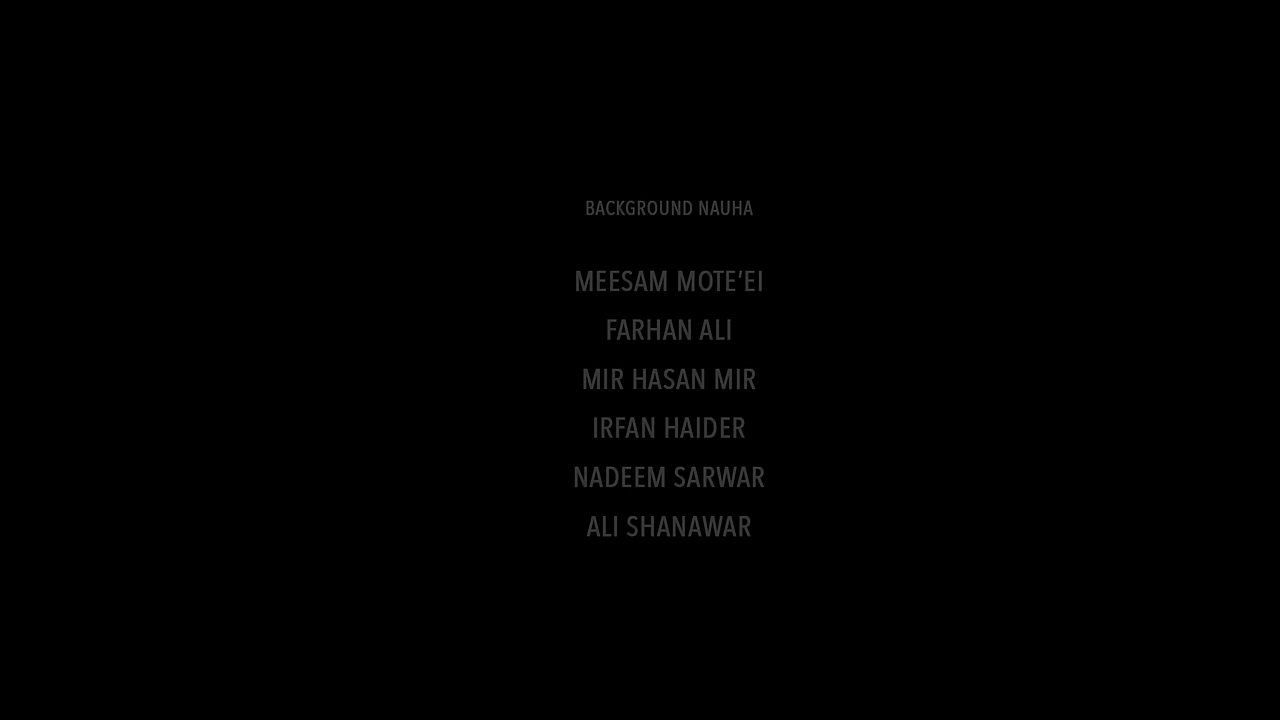 BACKGROUND NAUHA
MEESAM MOTE'EI
FARHAN ALI
MIR HASAN MIR
IRFAN HAIDER
NADEEM SARWAR
ALI SHANAWAR